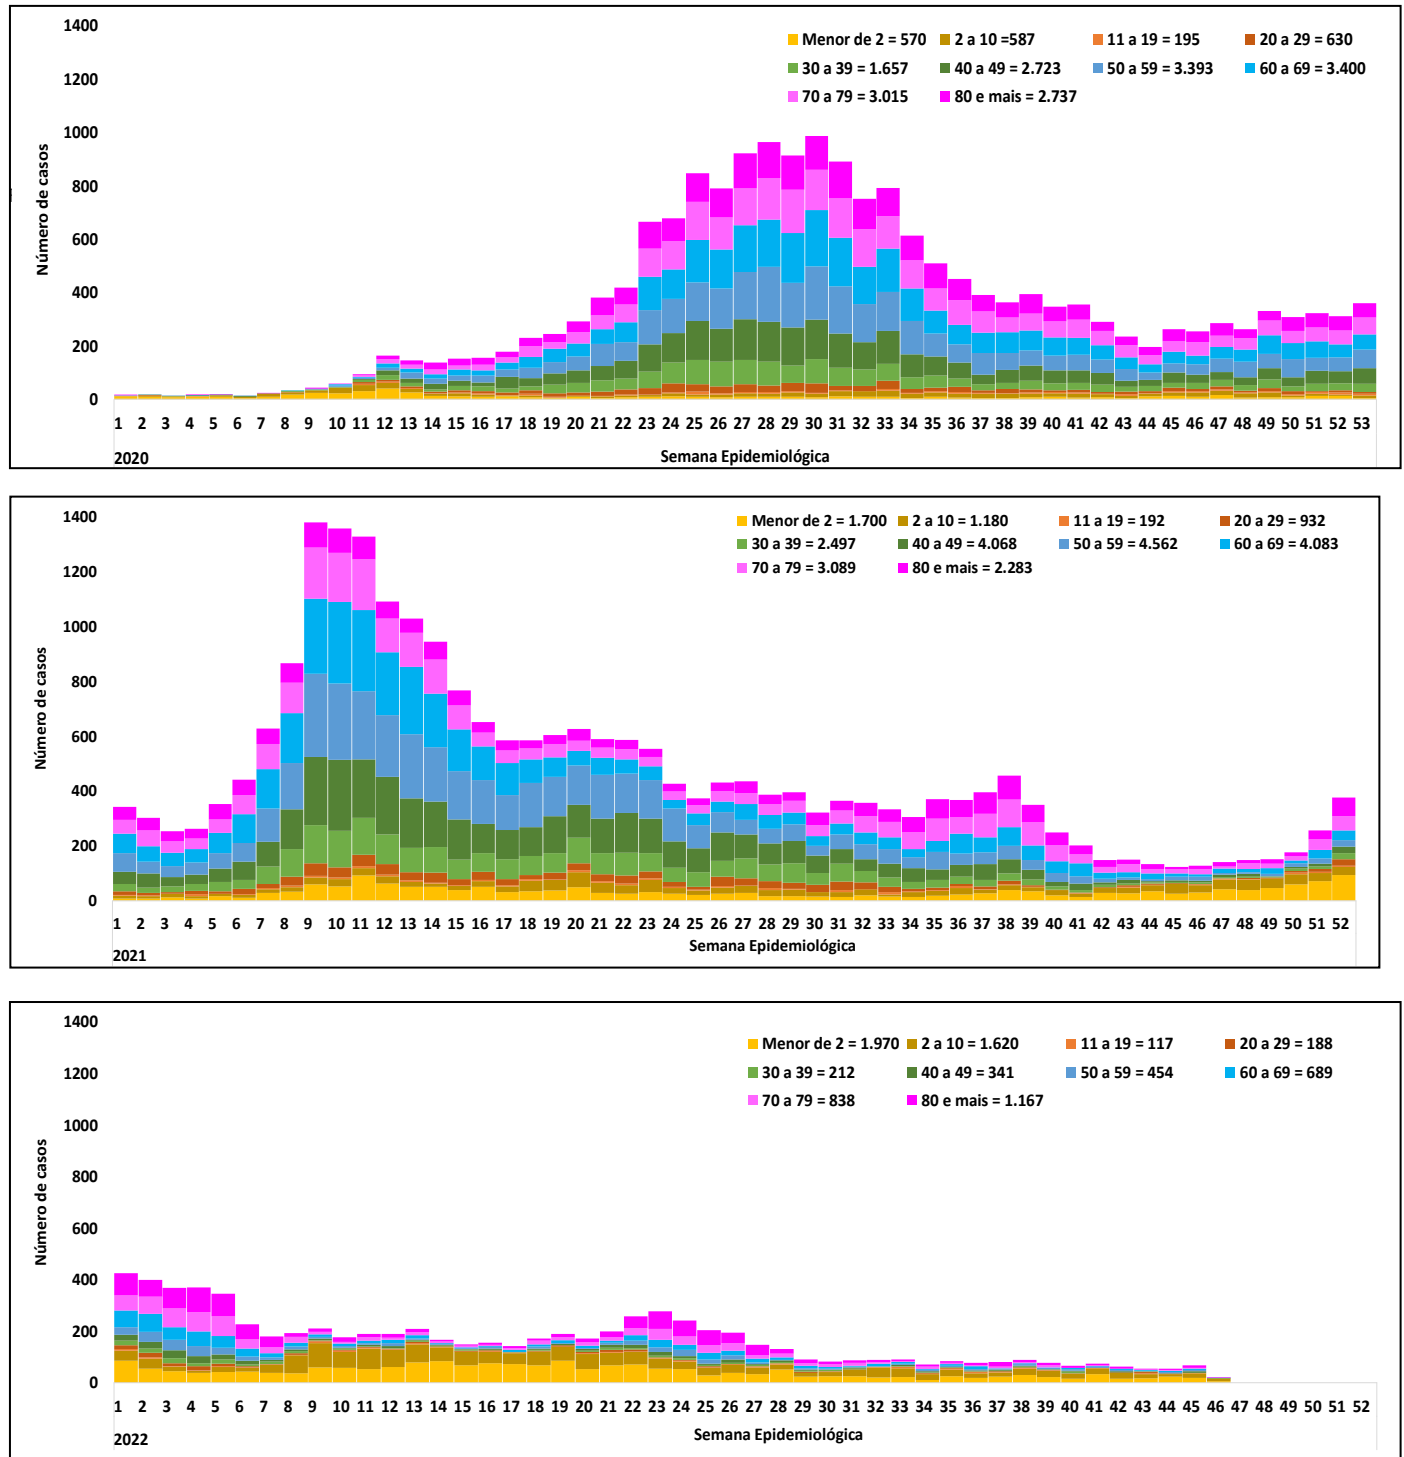 1400
1200
1000
800
600
400
200
0
Número de casos
Menor de 2 = 570 2 a 10 =587 11 a 19 = 195 20 a 29 = 630
30 a 39 = 1.657 40 a 49 = 2.723 50 a 59 = 3.393 60 a 69 = 3.400
70 a 79 = 3.015 80 e mais = 2.737
1 2 3 4 5 6 7 8 9 10 11 12 13 14 15 16 17 18 19 20 21 22 23 24 25 26 27 28 29 30 31 32 33 34 35 36 37 38 39 40 41 42 43 44 45 46 47 48 49 50 51 52 53
2020
Semana Epidemiológica
1400
1200
1000
800
600
400
200
0
Número de casos
Menor de 2 = 1.700 2 a 10 = 1.180 11 a 19 = 192 20 a 29 = 932
30 a 39 = 2.497 40 a 49 = 4.068 50 a 59 = 4.562 60 a 69 = 4.083
70 a 79 = 3.089 80 e mais = 2.283
1 2 3 4 5 6 7 8 9 10 11 12 13 14 15 16 17 18 19 20 21 22 23 24 25 26 27 28 29 30 31 32 33 34 35 36 37 38 39 40 41 42 43 44 45 46 47 48 49 50 51 52
Semana Epidemiológica
2021
1400
1200
1000
800
600
400
200
0
Número de casos
Menor de 2 = 1.970 2 a 10 = 1.620 11 a 19 = 117 20 a 29 = 188
30 a 39 = 212 40 a 49 = 341 50 a 59 = 454 60 a 69 = 689
70 a 79 = 838 80 e mais = 1.167
1 2 3 4 5 6 7 8 9 10 11 12 13 14 15 16 17 18 19 20 21 22 23 24 25 26 27 28 29 30 31 32 33 34 35 36 37 38 39 40 41 42 43 44 45 46 47 48 49 50 51 52
Semana Epidemiológica
2022